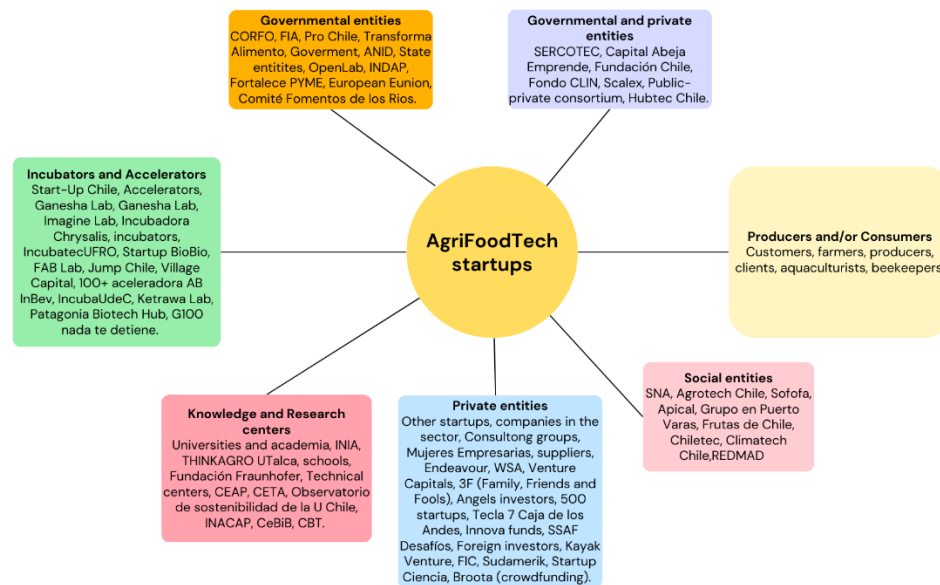 Governmental entities
CORFO, FIA, Pro Chile, Transforma
Alimento, Goverment, ANID, State
entitites, OpenLab, INDAP,
Fortalece PYME, European Eunion,
Comité Fomentos de los Rios.
Governmental and private
entities
SERCOTEC, Capital Abeja
Emprende, Fundación Chile,
Fondo CLIN, Scalex, Public-
private consortium, Hubtec Chile.
Incubators and Accelerators
Start-Up Chile, Accelerators,
Ganesha Lab, Ganesha Lab,
Imagine Lab, Incubadora
Chrysalis, incubators,
IncubatecUFRO, Startup BioBio,
FAB Lab, Jump Chile, Village
Capital, 100+ aceleradora AB
InBev, IncubaUdeC, Ketrawa Lab,
Patagonia Biotech Hub, G100
nada te detiene.
AgriFoodTech
startups
Producers and/or Consumers
Customers, farmers, producers,
clients, aquaculturists, beekeepers
Social entities
SNA, Agrotech Chile, Sofofa,
Apical, Grupo en Puerto
Varas, Frutas de Chile,
Chiletec, Climatech
Chile,REDMAD
Knowledge and Research
centers
Universities and academia, INIA,
THINKAGRO UTalca, schools,
Fundación Fraunhofer, Technical
centers, CEAP, CETA, Observatorio
de sostenibilidad de la U Chile,
INACAP, CeBiB, CBT.
Private entities
Other startups, companies in the
sector, Consultong groups,
Mujeres Empresarias, suppliers,
Endeavour, WSA, Venture
Capitals, 3F (Family, Friends and
Fools), Angels investors, 500
startups, Tecla 7 Caja de los
Andes, Innova funds, SSAF
Desafíos, Foreign investors, Kayak
Venture, FIC, Sudamerik, Startup
Ciencia, Broota (crowdfunding).